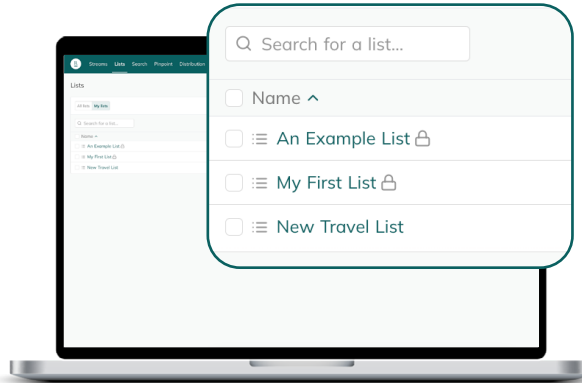 Streams Lists Search Pinpoint Distribution
Lists
All lists My lists
Search for a list...
Name
An Example List
My First List
New Travel List
Search for a list...
Name
An Example List
My First List
New Travel List